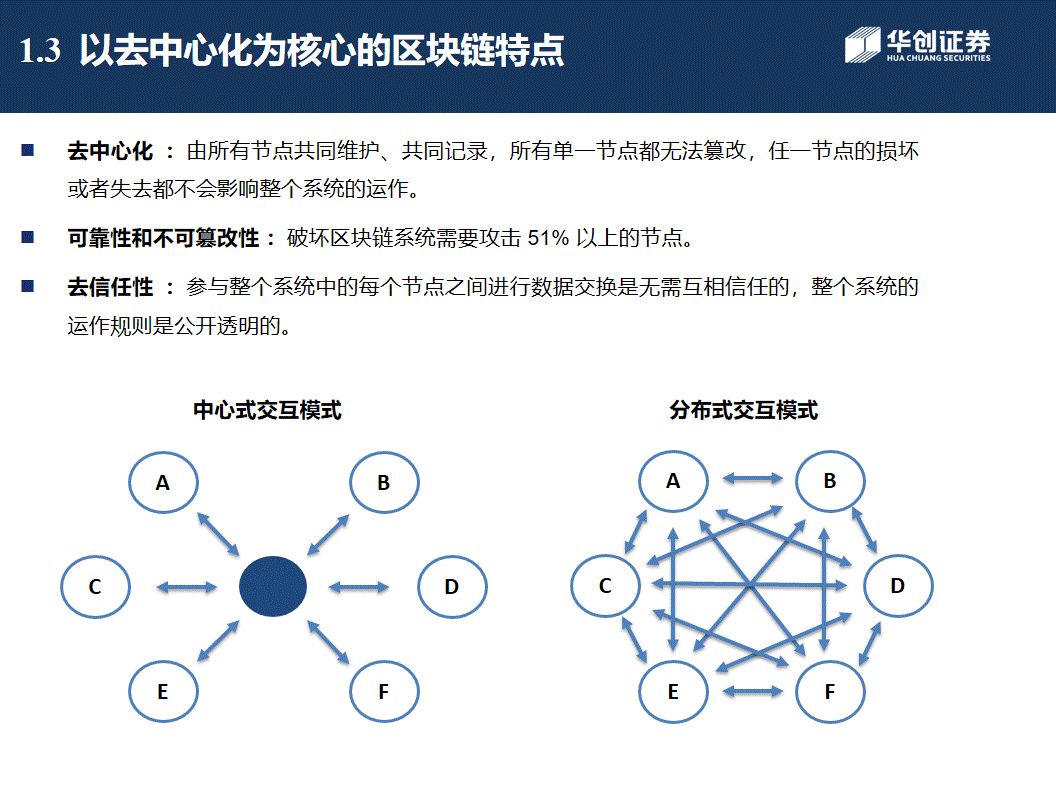 1.3 以去中心化为核心的区块链特点
华创证券
HUA CHUANG SECURITIES
■ 去中心化 ：由所有节点共同维护、共同记录，所有单一节点都无法篡改，任一节点的损坏
或者失去都不会影响整个系统的运作。
■ 可靠性和不可篡改性：破坏区块链系统需要攻击 51% 以上的节点。
■ 去信任性 ：参与整个系统中的每个节点之间进行数据交换是无需互相信任的，整个系统的
运作规则是公开透明的。
中心式交互模式
A
B
C
D
E
F
分布式交互模式
A
B
C
D
E
F